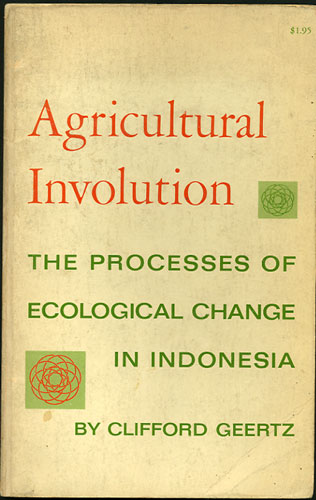 $1.95
Agricultural
Involution
THE PROCESSES OF
ECOLOGICAL CHANGE
IN INDONESIA
BY CLIFFORD GEERTZ